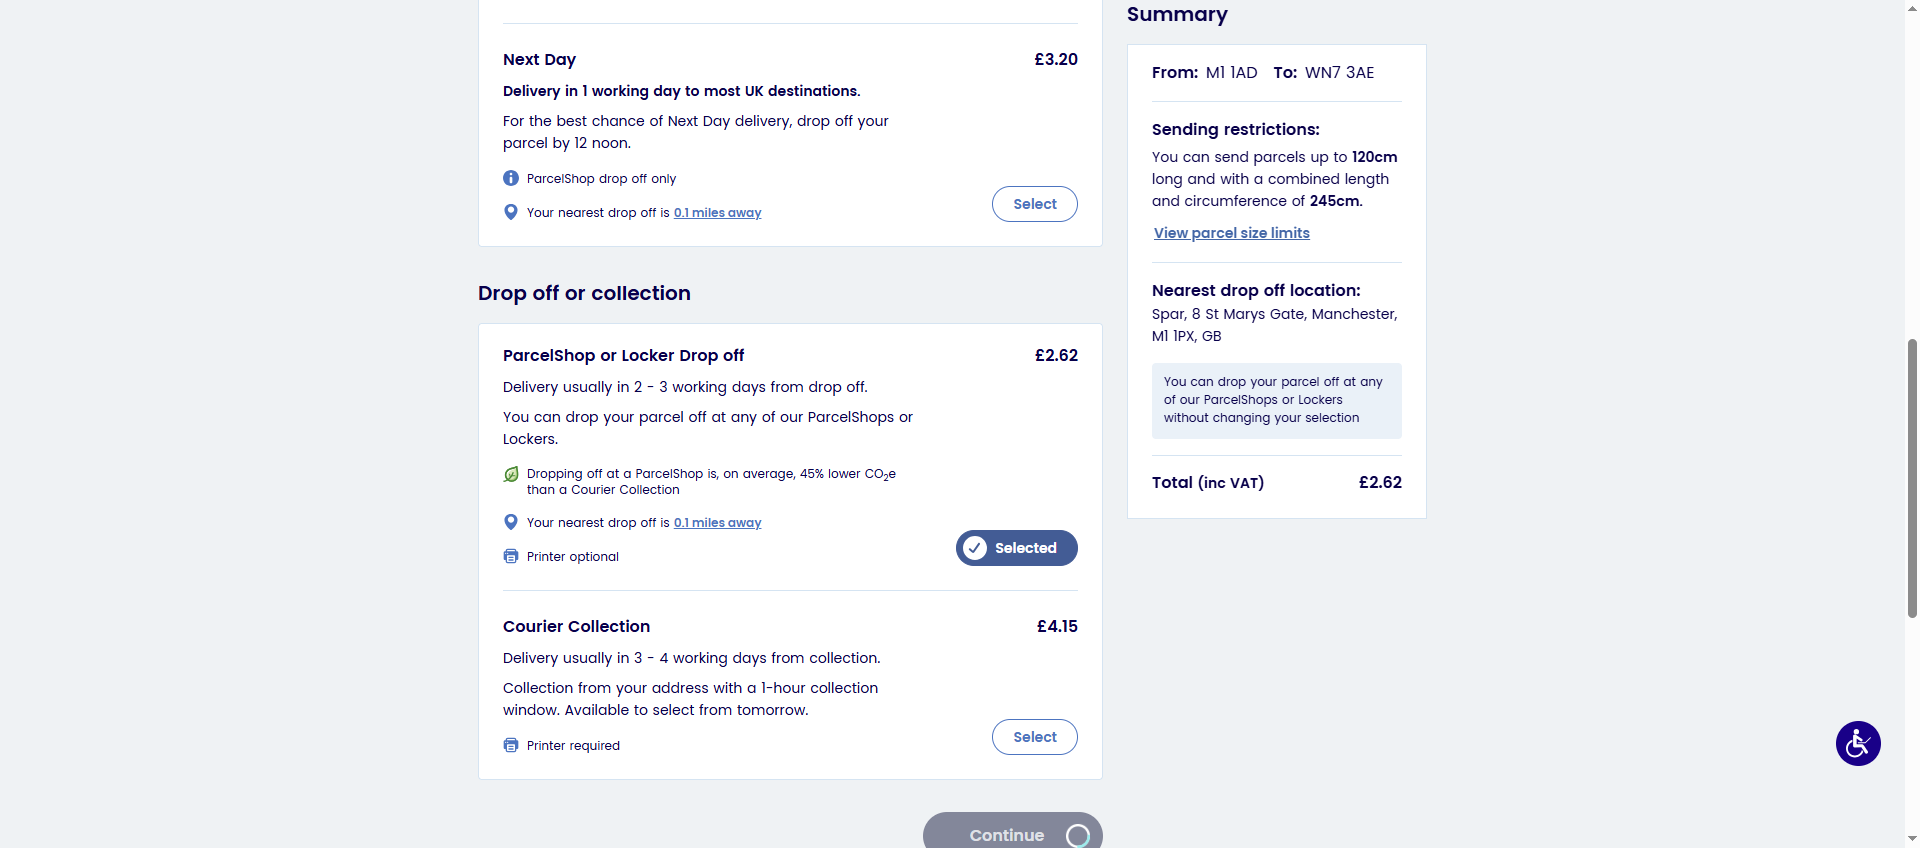 Next Day
£3.20
Delivery in 1 working day to most UK destinations.
For the best chance of Next Day delivery, drop off your
parcel by 12 noon.
ParcelShop drop off only
Your nearest drop off is 0.1 miles away
Select
Drop off or collection
ParcelShop or Locker Drop off
£2.62
Delivery usually in 2 - 3 working days from drop off.
You can drop your parcel off at any of our ParcelShops or
Lockers.
Dropping off at a ParcelShop is, on average, 45% lower CO₂e
than a Courier Collection
Your nearest drop off is 0.1 miles away
Printer optional
Selected
Courier Collection
£4.15
Delivery usually in 3 - 4 working days from collection.
Collection from your address with a 1-hour collection
window. Available to select from tomorrow.
Printer required
Select
Continue
Summary
From: M1 1AD To: WN7 3AE
Sending restrictions:
You can send parcels up to 120cm
long and with a combined length
and circumference of 245cm.
View parcel size limits
Nearest drop off location:
Spar, 8 St Marys Gate, Manchester,
M1 1PX, GB
You can drop your parcel off at any
of our ParcelShops or Lockers
without changing your selection
Total (inc VAT) £2.62